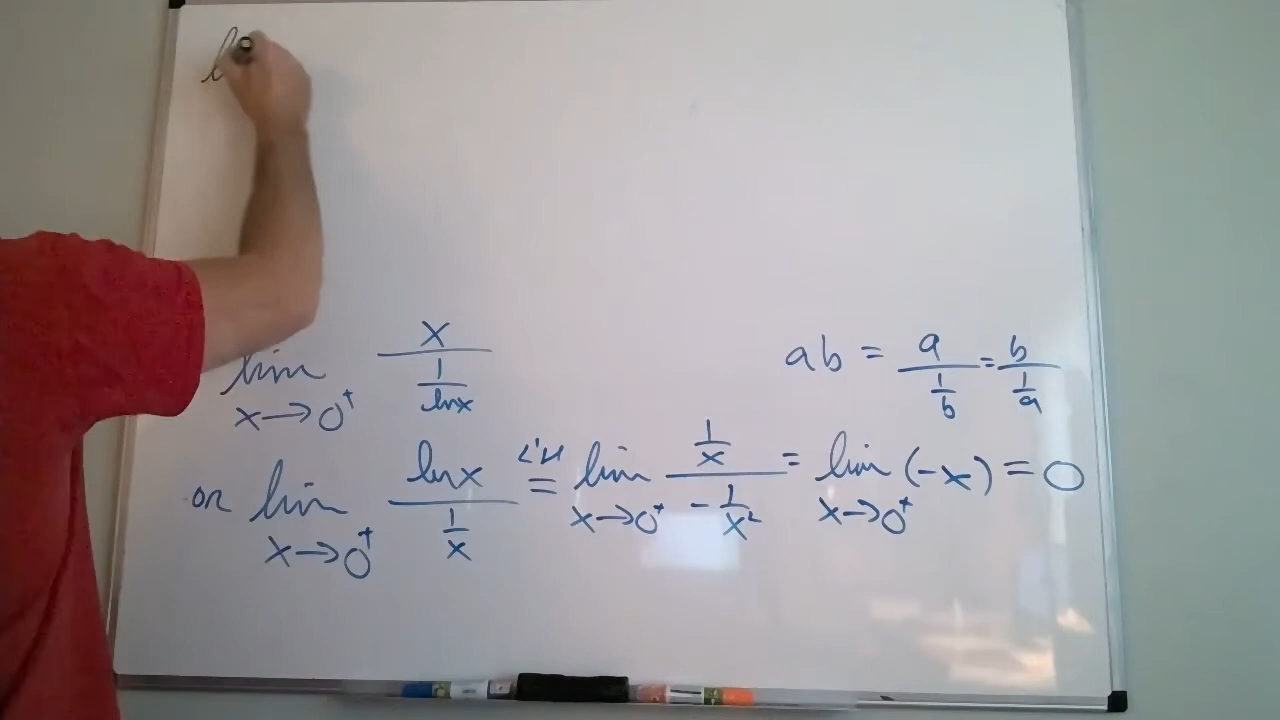 l
lim x→0⁺ x/(1/lnx)
ab = a/(1/b) = b/(1/a)
or lim x→0⁺ lnx/(1/x) L'H = lim x→0⁺ (1/x)/(-1/x²) = lim x→0⁺ (-x) = 0